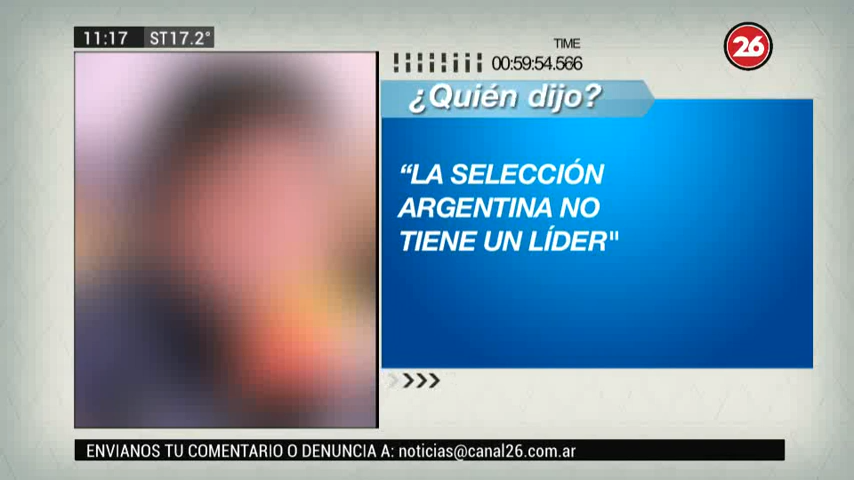 11:17 ST17.2°
TIME
00:59:54.566
26
¿Quién dijo?
“LA SELECCIÓN
ARGENTINA NO
TIENE UN LÍDER"
ENVIANOS TU COMENTARIO O DENUNCIA A: noticias@canal26.com.ar